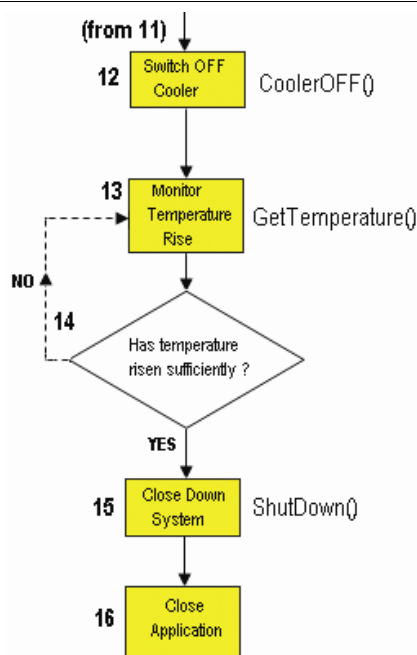 (from 11)
12
Switch OFF
Cooler
CoolerOFF()
13
Monitor
Temperature
Rise
GetTemperature()
NO
14
Has temperature
risen sufficiently ?
YES
15
Close Down
System
ShutDown()
16
Close
Application